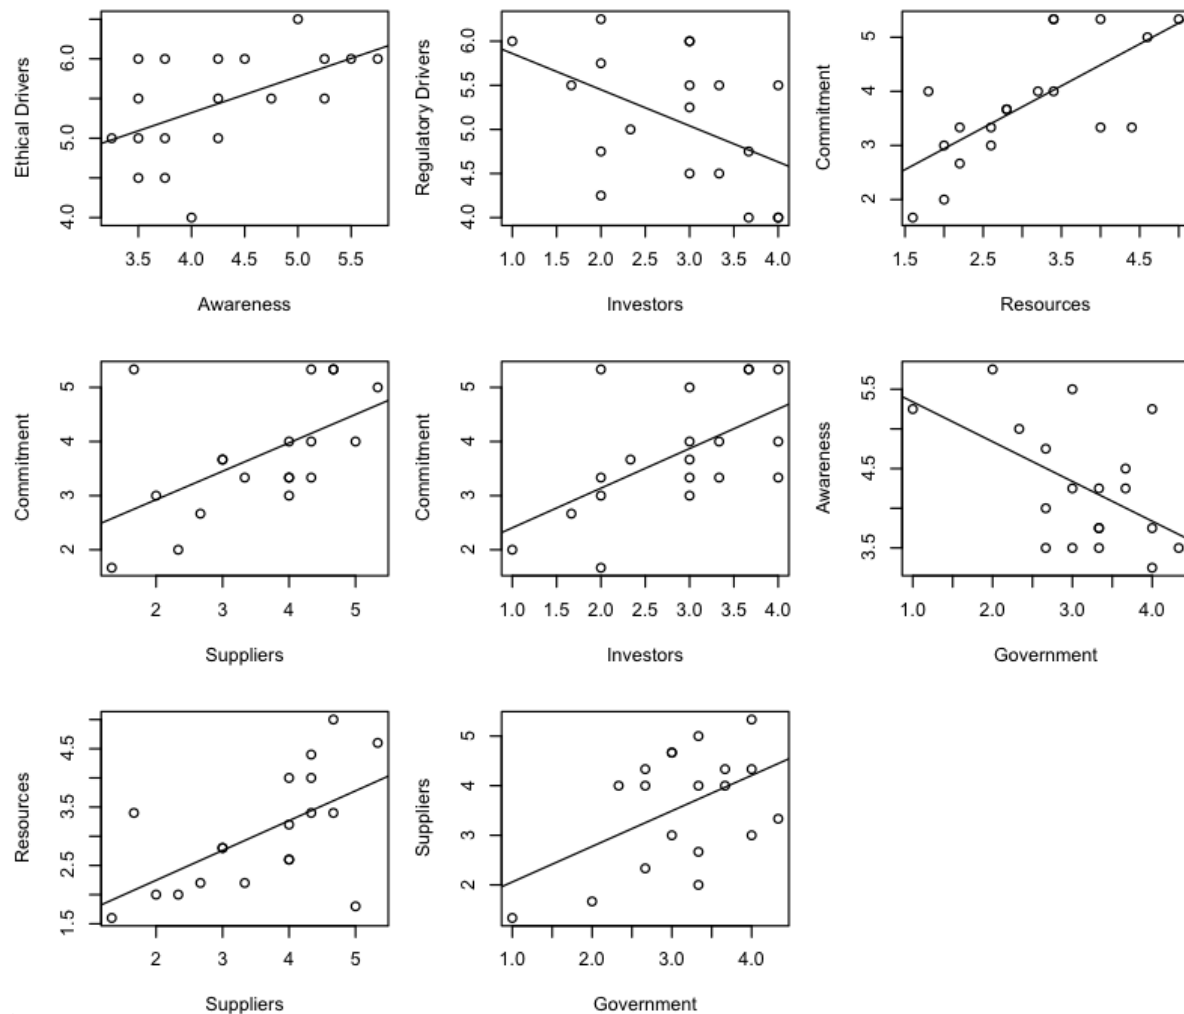 Ethical Drivers
4.0 5.0 6.0
3.5 4.0 4.5 5.0 5.5
Awareness
Regulatory Drivers
4.0 4.5 5.0 5.5 6.0
1.0 1.5 2.0 2.5 3.0 3.5 4.0
Investors
Commitment
2 3 4 5
1.5 2.5 3.5 4.5
Resources
Commitment
2 3 4 5
2 3 4 5
Suppliers
Commitment
2 3 4 5
1.0 1.5 2.0 2.5 3.0 3.5 4.0
Investors
Awareness
3.5 4.5 5.5
1.0 2.0 3.0 4.0
Government
Resources
1.5 2.5 3.5 4.5
2 3 4 5
Suppliers
Suppliers
2 3 4 5
1.0 2.0 3.0 4.0
Government